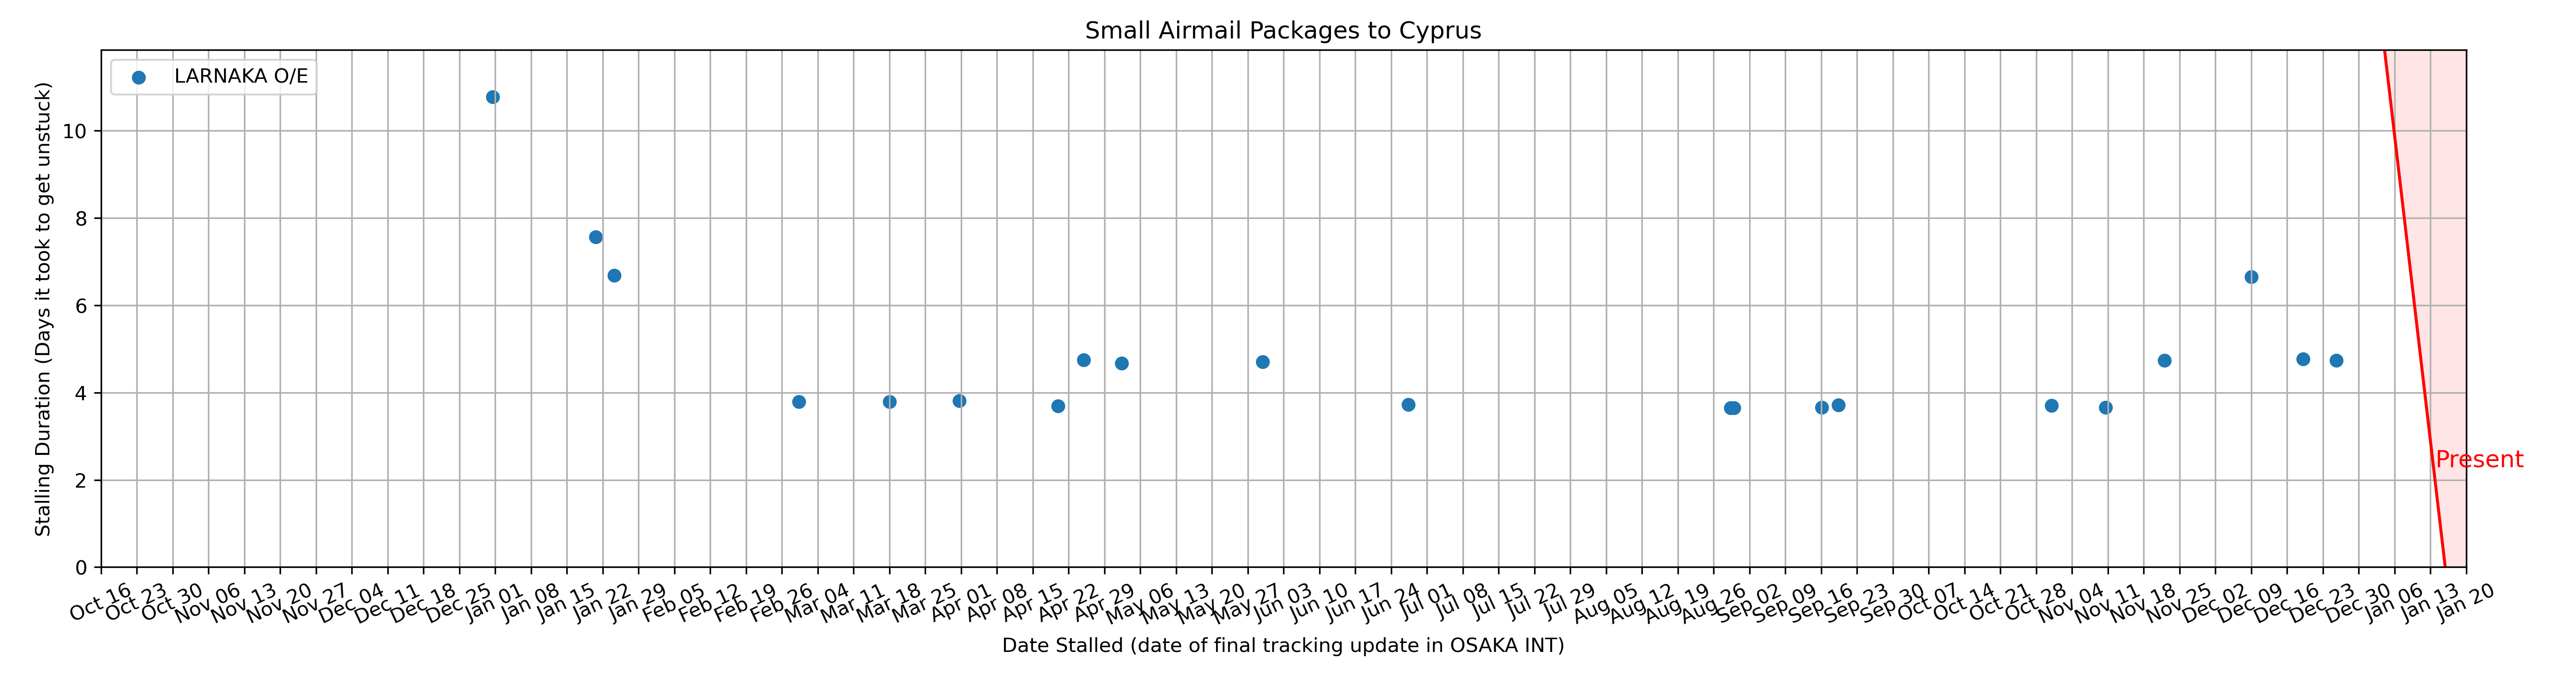 Small Airmail Packages to Cyprus
LARNAKA O/E
Stalling Duration (Days it took to get unstuck)
10
8
6
4
2
0
Present
Oct 16
Oct 23
Oct 30
Nov 06
Nov 13
Nov 20
Nov 27
Dec 04
Dec 11
Dec 18
Dec 25
Jan 01
Jan 08
Jan 15
Jan 22
Jan 29
Feb 05
Feb 12
Feb 19
Feb 26
Mar 04
Mar 11
Mar 18
Mar 25
Apr 01
Apr 08
Apr 15
Apr 22
Apr 29
May 06
May 13
May 20
May 27
Jun 03
Jun 10
Jun 17
Jun 24
Jul 01
Jul 08
Jul 15
Jul 22
Jul 29
Aug 05
Aug 12
Aug 19
Aug 26
Sep 02
Sep 09
Sep 16
Sep 23
Sep 30
Oct 07
Oct 14
Oct 21
Oct 28
Nov 04
Nov 11
Nov 18
Nov 25
Dec 02
Dec 09
Dec 16
Dec 23
Dec 30
Jan 06
Jan 13
Jan 20
Date Stalled (date of final tracking update in OSAKA INT)